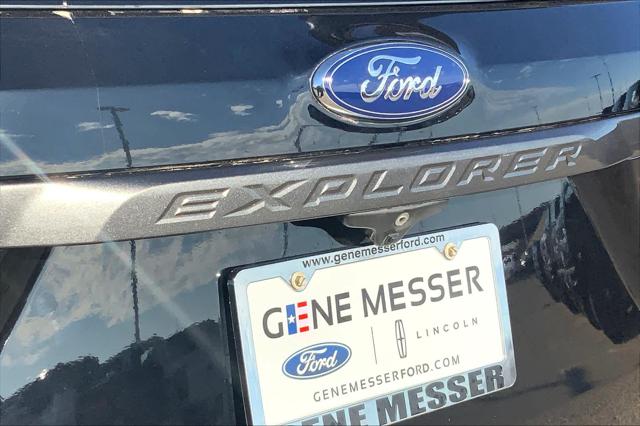 Ford
EXPLORER
www.genemesserford.com
GENE MESSER
Ford LINCOLN
GENEMESSERFORD.COM
GENE MESSER